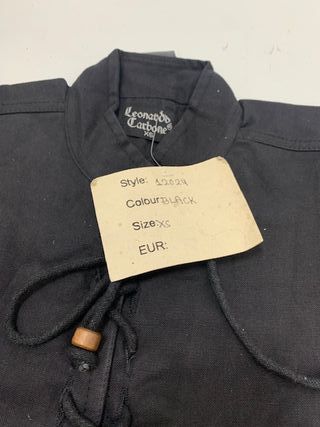 Leonardo
Carbone®
XS
Style: 12024
Colour: BLACK
Size: XS
EUR: